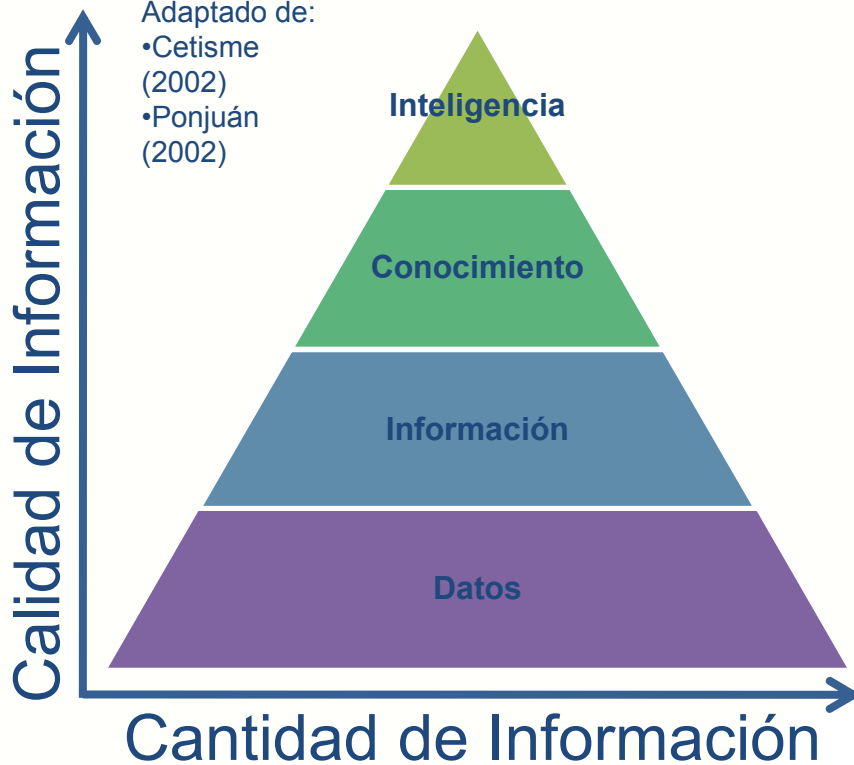 Adaptado de:
•Cetisme
(2002)
•Ponjuán
(2002)
Calidad de Información
Inteligencia
Conocimiento
Información
Datos
Cantidad de Información